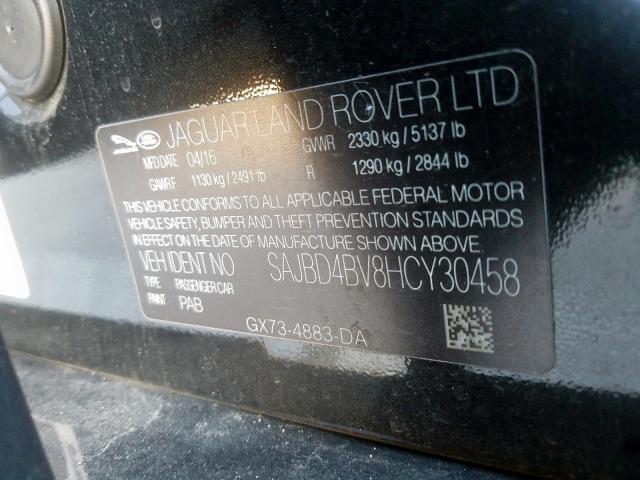 JAGUAR LAND ROVER LTD
MFD DATE 04/16 GVWR 2330 kg / 5137 lb
GAWR F 1130 kg / 2491 lb R 1290 kg / 2844 lb
THIS VEHICLE CONFORMS TO ALL APPLICABLE FEDERAL MOTOR
VEHICLE SAFETY, BUMPER AND THEFT PREVENTION STANDARDS
IN EFFECT ON THE DATE OF MANUFACTURE SHOWN ABOVE
VEH IDENT NO. SAJBD4BV8HCY30458
TYPE PASSENGER CAR
PAINT PAB
GX73-4883-DA